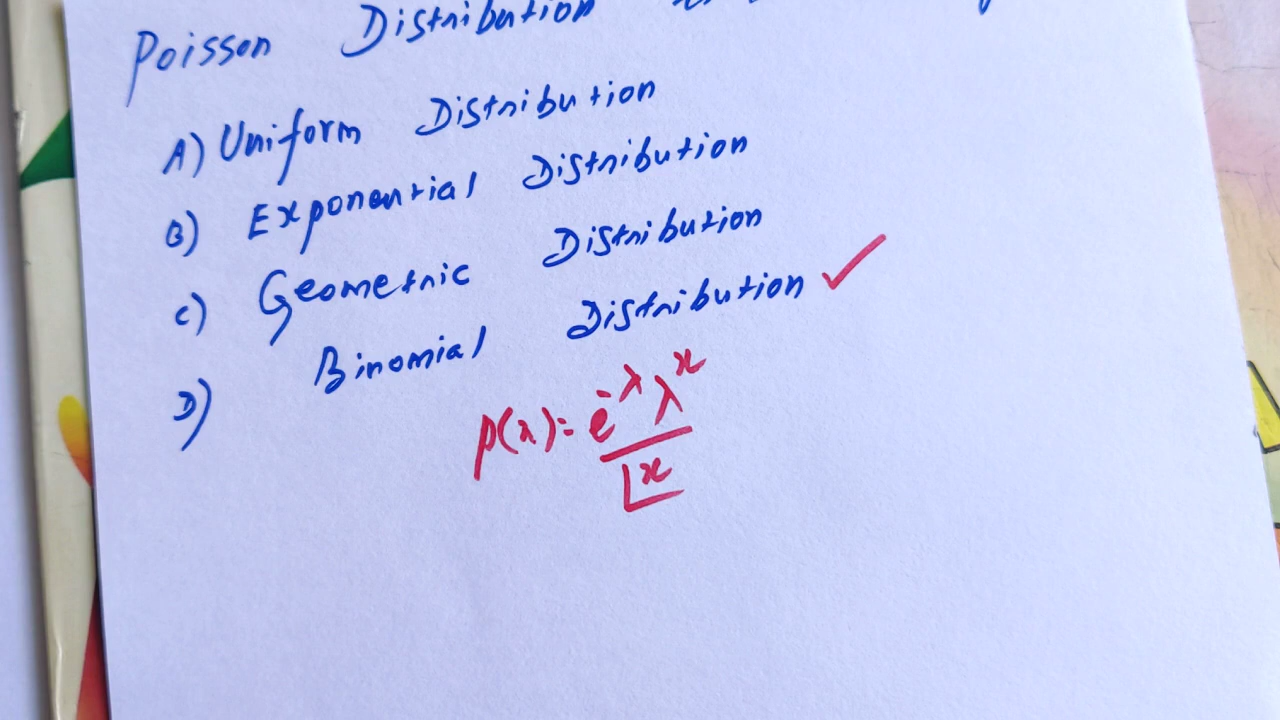 Poisson Distribution
A) Uniform Distribution
B) Exponential Distribution
C) Geometric Distribution
D) Binomial Distribution ✓
p(x) = e^-λ λ^x
/ ⌊x